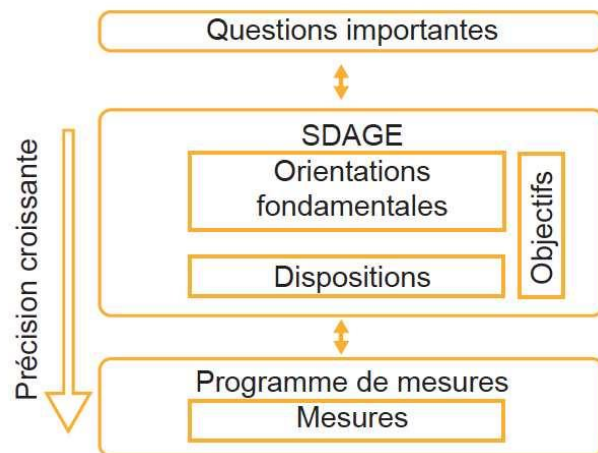 Questions importantes
SDAGE
Orientations
fondamentales
Dispositions
Objectifs
Programme de mesures
Mesures
Précision croissante